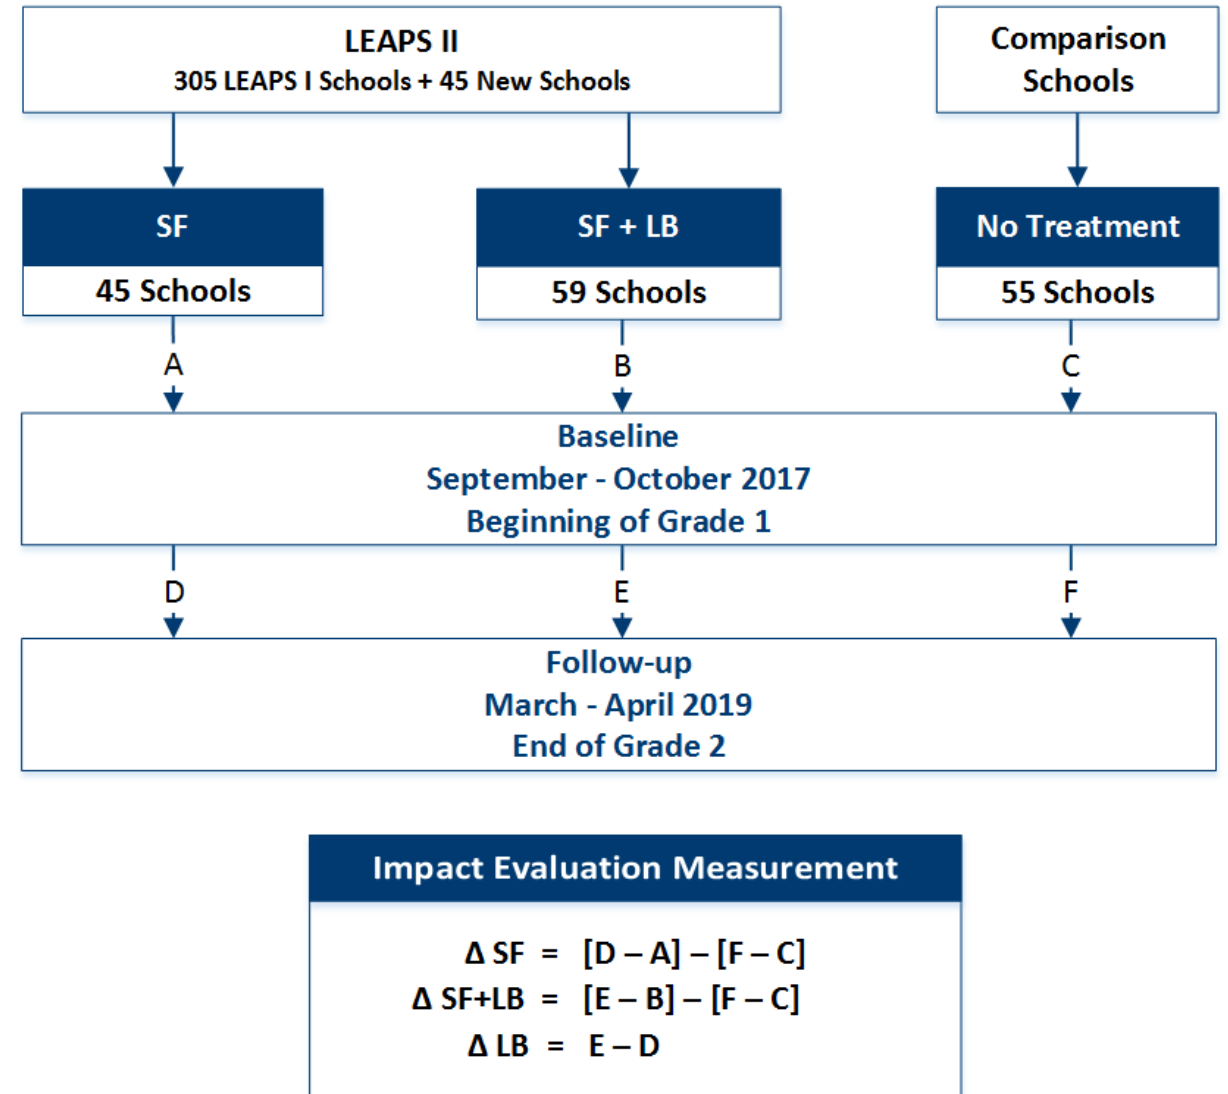 LEAPS II
305 LEAPS I Schools + 45 New Schools
Comparison
Schools
SF
45 Schools
SF + LB
59 Schools
No Treatment
55 Schools
A
B
C
Baseline
September - October 2017
Beginning of Grade 1
D
E
F
Follow-up
March - April 2019
End of Grade 2
Impact Evaluation Measurement
Δ SF = [D – A] – [F – C]
Δ SF+LB = [E – B] – [F – C]
Δ LB = E – D